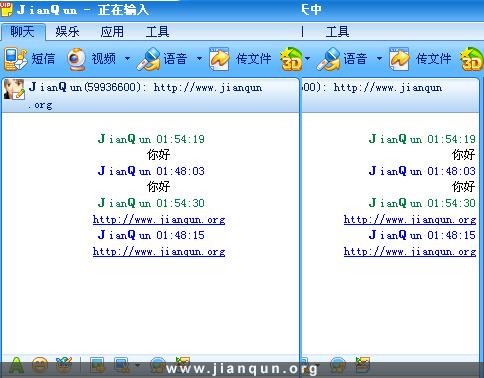 VIP JianQun - 正在输入
聊天 娱乐 应用 工具
短信 视频 语音 传文件 3D
JianQun(59936600): http://www.jianqun
.org
JianQun 01:54:19
你好
JianQun 01:48:03
你好
JianQun 01:54:30
http://www.jianqun.org
JianQun 01:48:15
http://www.jianqun.org
中
工具
语音 传文件 3D
00): http://www.jianqun
JianQun 01:54:19
你好
JianQun 01:48:03
你好
JianQun 01:54:30
http://www.jianqun.org
JianQun 01:48:15
http://www.jianqun.org
www.jianqun.org